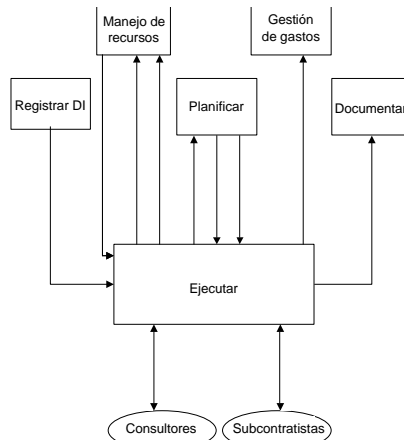 Manejo de
recursos
Gestión
de gastos
Registrar DI
Planificar
Documentar
Ejecutar
Consultores
Subcontratistas